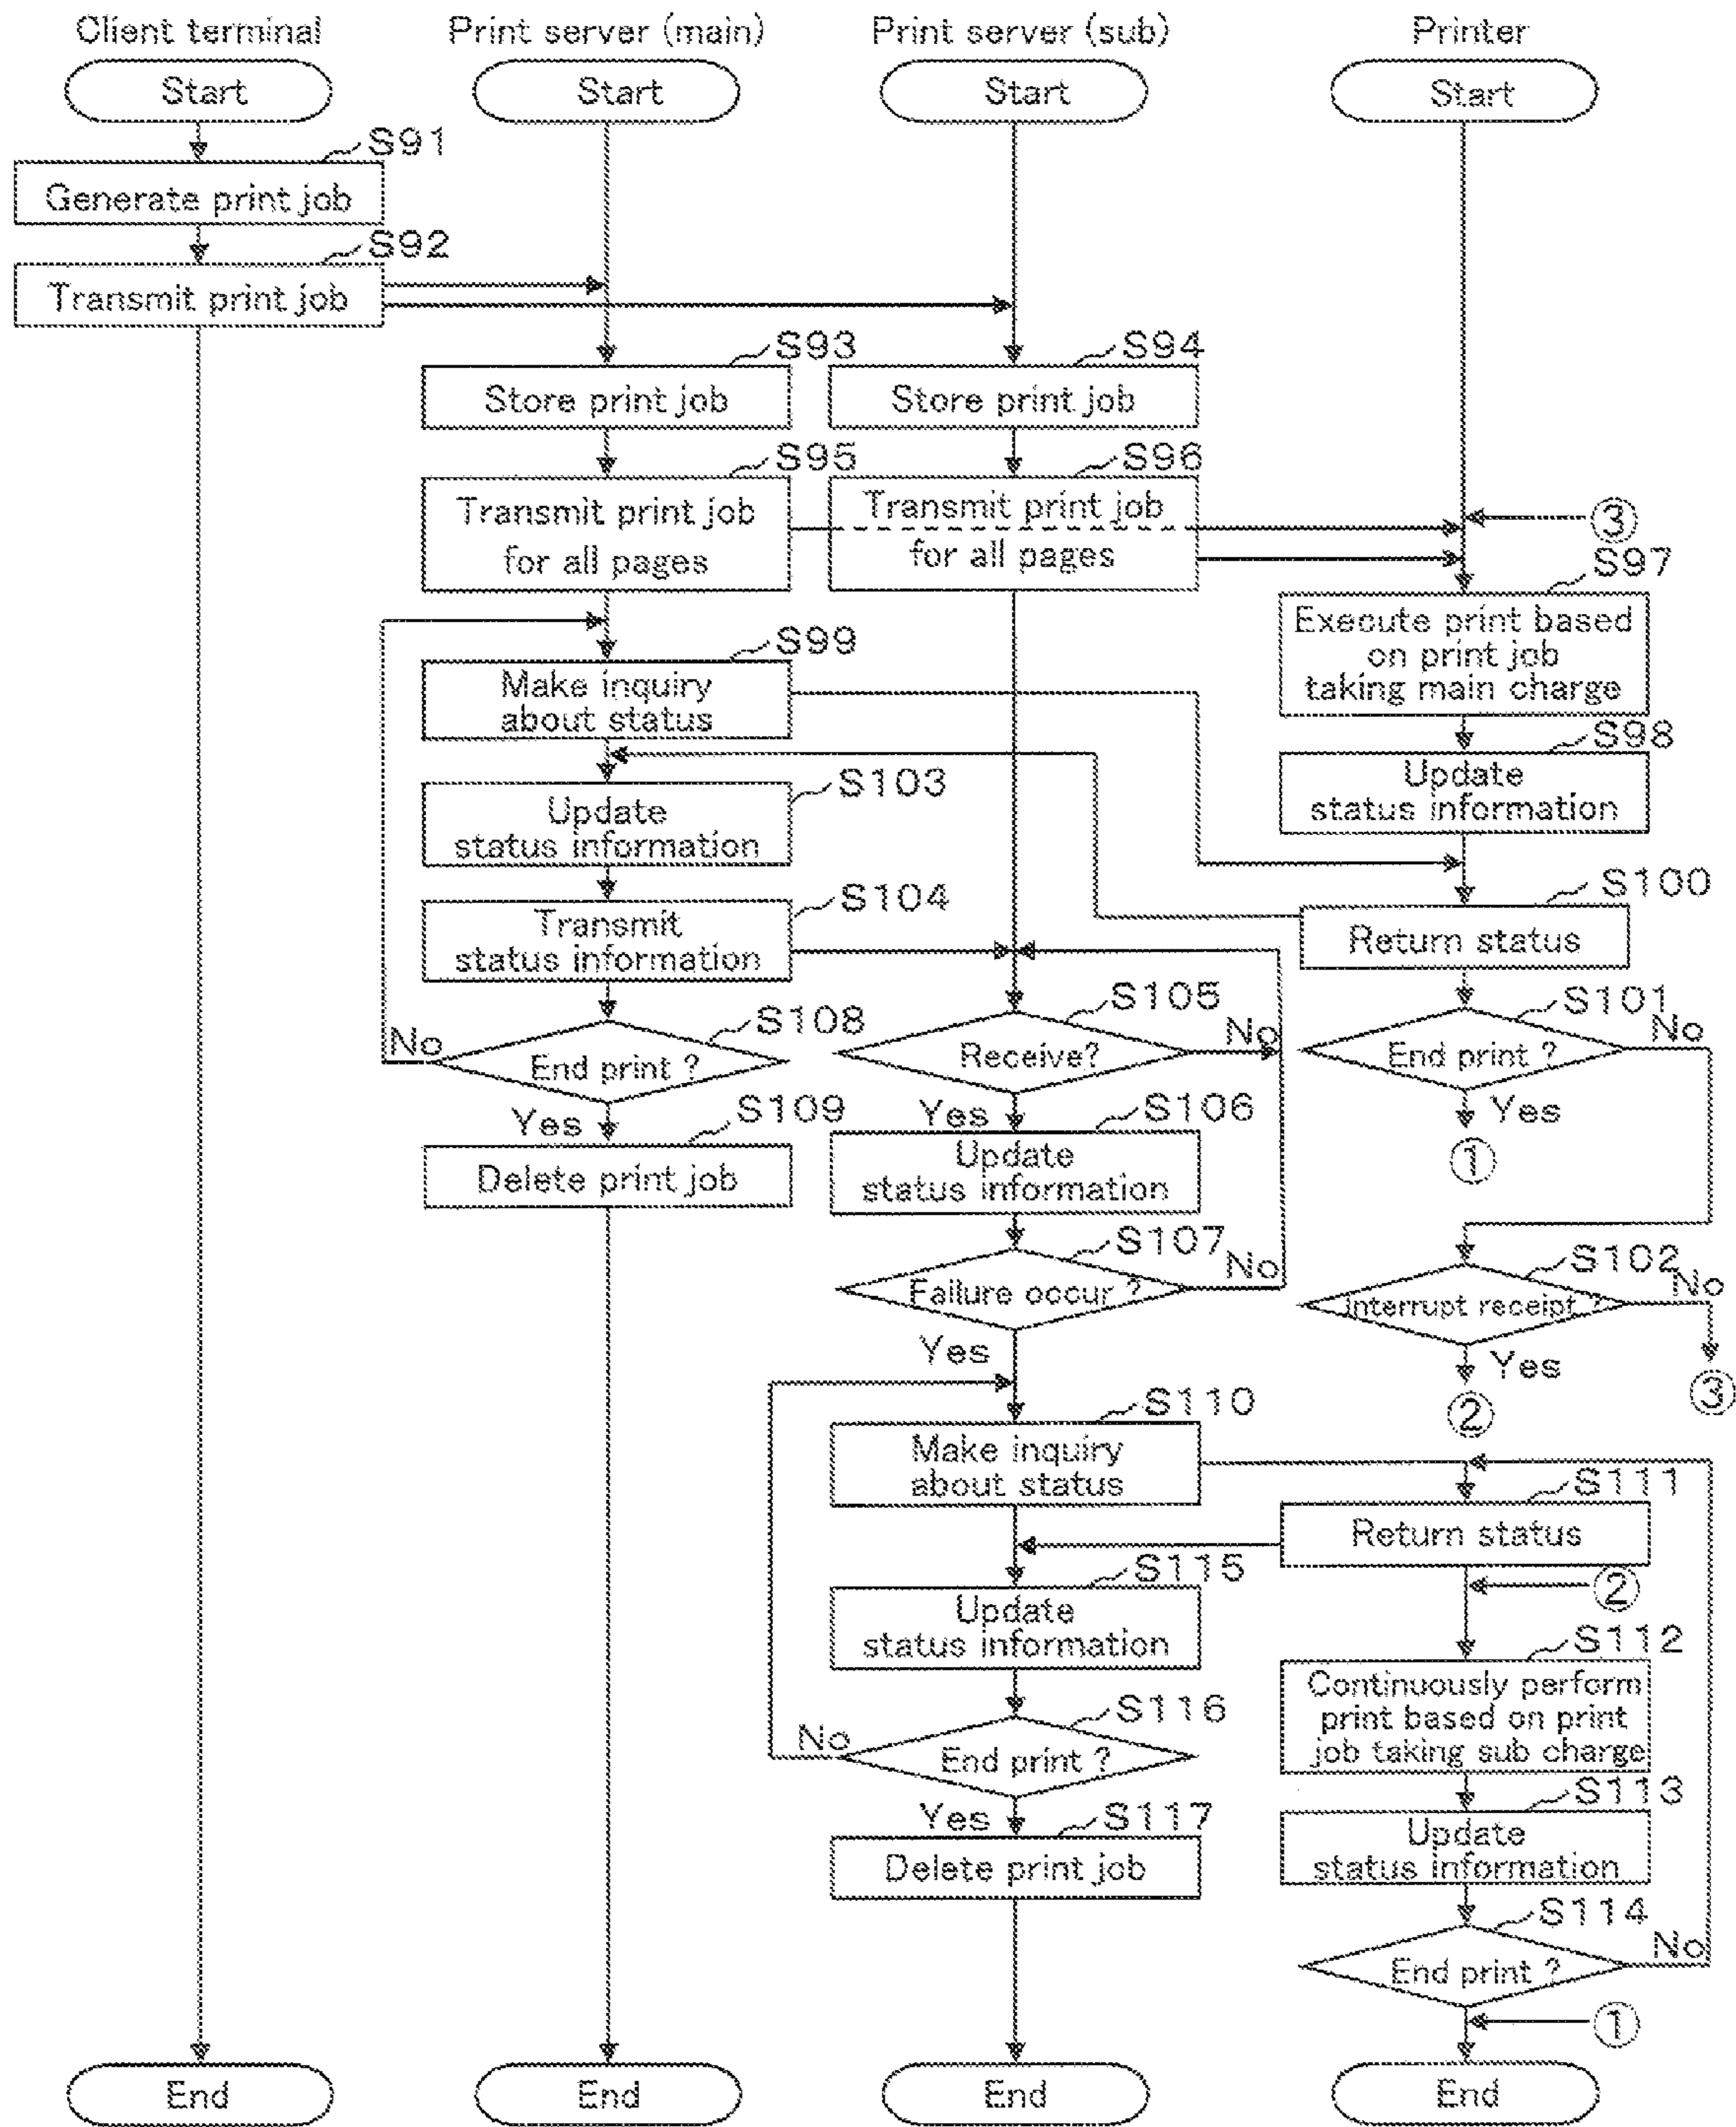 Client terminal
Print server (main)
Print server (sub)
Printer
Start
Start
Start
Start
S91
Generate print job
S92
Transmit print job
S93
Store print job
S94
Store print job
S95
Transmit print job
for all pages
S96
Transmit print job
for all pages
③
S97
Execute print based
on print job
taking main charge
S99
Make inquiry
about status
S98
Update
status information
S103
Update
status information
S100
Return status
S104
Transmit
status information
S108
No
End print ?
Yes
S105
No
Receive?
Yes
S101
No
End print ?
Yes
①
S109
Delete print job
S106
Update
status information
S107
No
Failure occur ?
Yes
S102
No
Interrupt receipt ?
Yes
②
③
S110
Make inquiry
about status
S111
Return status
②
S115
Update
status information
S112
Continuously perform
print based on print
job taking sub charge
S116
No
End print ?
Yes
S113
Update
status information
S117
Delete print job
S114
No
End print ?
①
End
End
End
End